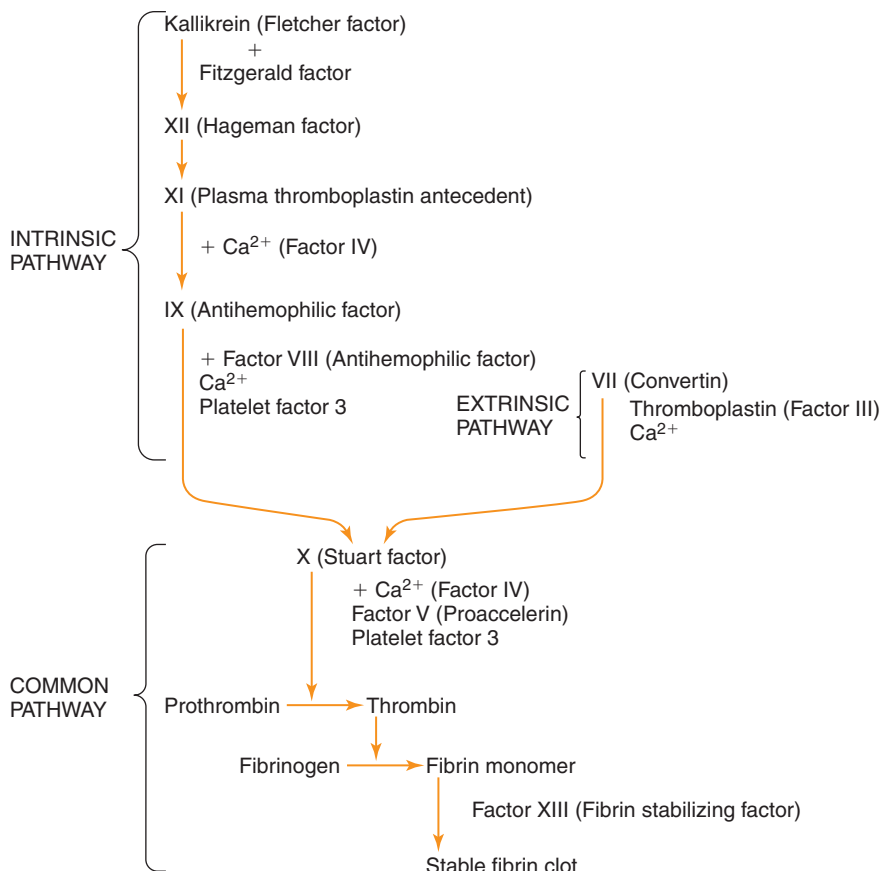 Kallikrein (Fletcher factor)
+
Fitzgerald factor
XII (Hageman factor)
XI (Plasma thromboplastin antecedent)
INTRINSIC
PATHWAY
+ Ca²⁺ (Factor IV)
IX (Antihemophilic factor)
+ Factor VIII (Antihemophilic factor)
Ca²⁺
Platelet factor 3
EXTRINSIC
PATHWAY
VII (Convertin)
Thromboplastin (Factor III)
Ca²⁺
X (Stuart factor)
+ Ca²⁺ (Factor IV)
Factor V (Proaccelerin)
Platelet factor 3
COMMON
PATHWAY
Prothrombin
Thrombin
Fibrinogen
Fibrin monomer
Factor XIII (Fibrin stabilizing factor)
Stable fibrin clot